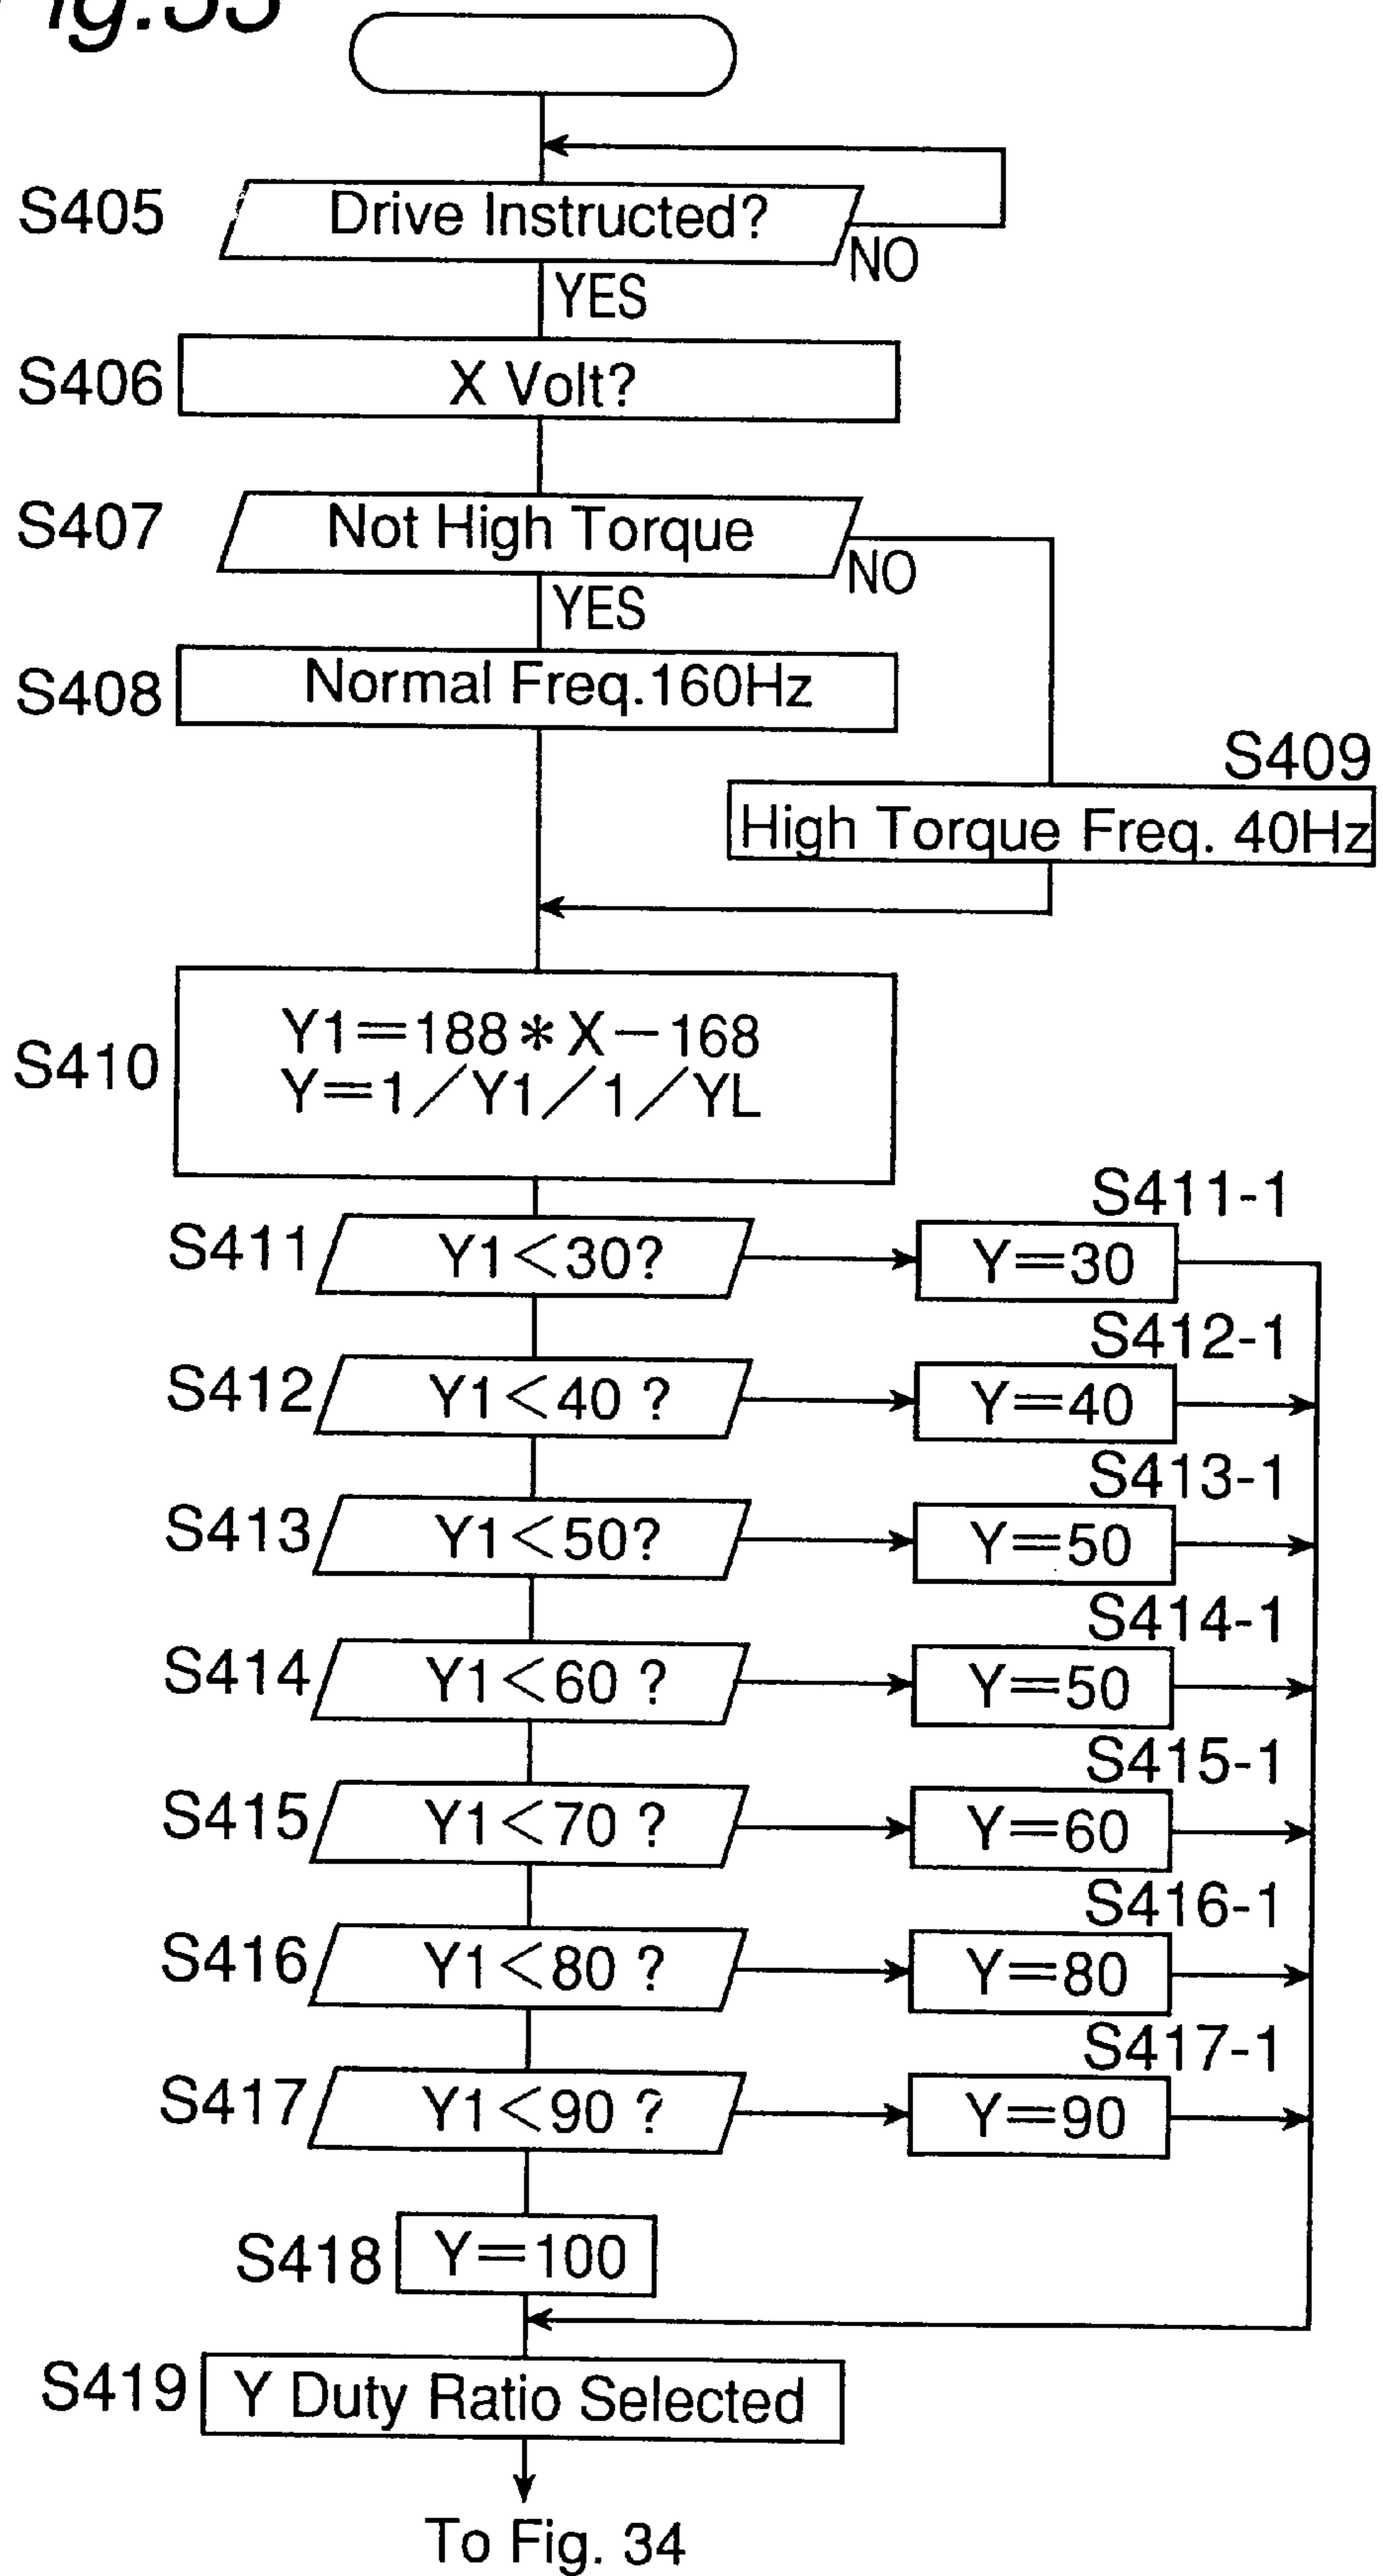 Fig.33
S405
Drive Instructed?
NO
YES
S406
X Volt?
S407
Not High Torque
NO
YES
S408
Normal Freq.160Hz
S409
High Torque Freq. 40Hz
S410
Y1=188*X-168
Y=1/Y1/1/YL
S411
Y1<30?
S411-1
Y=30
S412
Y1<40 ?
S412-1
Y=40
S413
Y1<50?
S413-1
Y=50
S414
Y1<60 ?
S414-1
Y=50
S415
Y1<70 ?
S415-1
Y=60
S416
Y1<80 ?
S416-1
Y=80
S417
Y1<90 ?
S417-1
Y=90
S418
Y=100
S419
Y Duty Ratio Selected
To Fig. 34